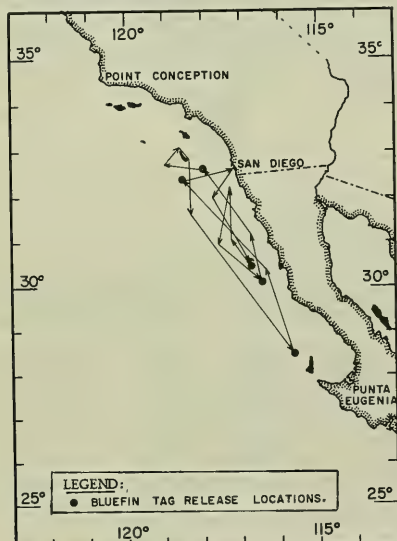 120° 115°
35° 35°
POINT CONCEPTION
SAN DIEGO
30° 30°
PUNTA
EUGENIA
LEGEND:
● BLUEFIN TAG RELEASE LOCATIONS.
25° 25°
120° 115°